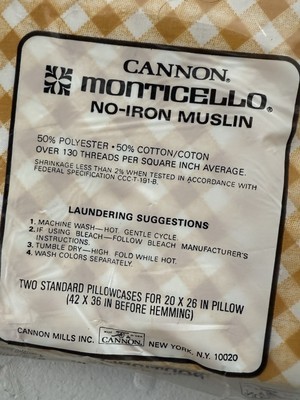 CANNON®
MONTICELLO®
NO-IRON MUSLIN
50% POLYESTER • 50% COTTON/COTON
OVER 130 THREADS PER SQUARE INCH AVERAGE.
SHRINKAGE LESS THAN 2% WHEN TESTED IN ACCORDANCE WITH
FEDERAL SPECIFICATION CCC-T-191-B.
LAUNDERING SUGGESTIONS
1. MACHINE WASH—HOT, GENTLE CYCLE.
2. IF USING BLEACH—FOLLOW BLEACH MANUFACTURER'S
INSTRUCTIONS.
3. TUMBLE DRY—HIGH, FOLD WHILE HOT.
4. WASH COLORS SEPARATELY.
TWO STANDARD PILLOWCASES FOR 20 X 26 IN PILLOW
(42 X 36 IN BEFORE HEMMING)
CANNON MILLS INC. CANNON NEW YORK, N.Y. 10020